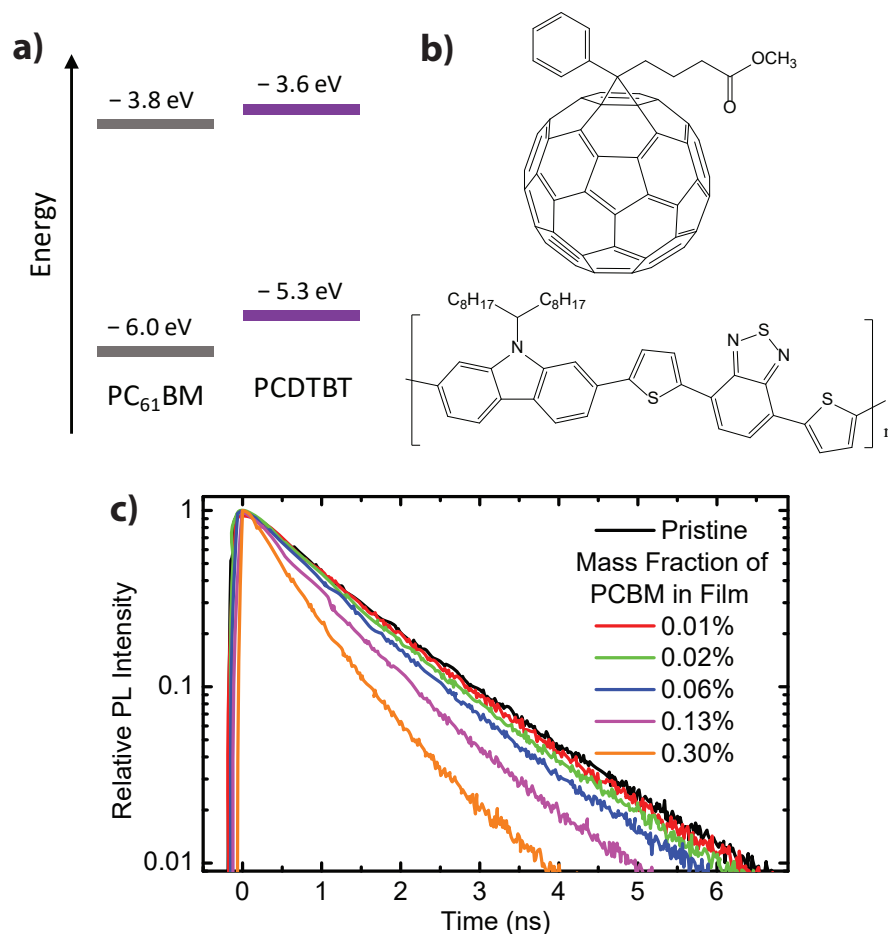 a)
Energy
− 3.8 eV
− 3.6 eV
− 6.0 eV
− 5.3 eV
PC₆₁BM
PCDTBT
b)
OCH₃
O
C₈H₁₇
C₈H₁₇
N
S
N
S
N
S
n
c)
Relative PL Intensity
1
0.1
0.01
Pristine
Mass Fraction of
PCBM in Film
0.01%
0.02%
0.06%
0.13%
0.30%
0
1
2
3
4
5
6
Time (ns)